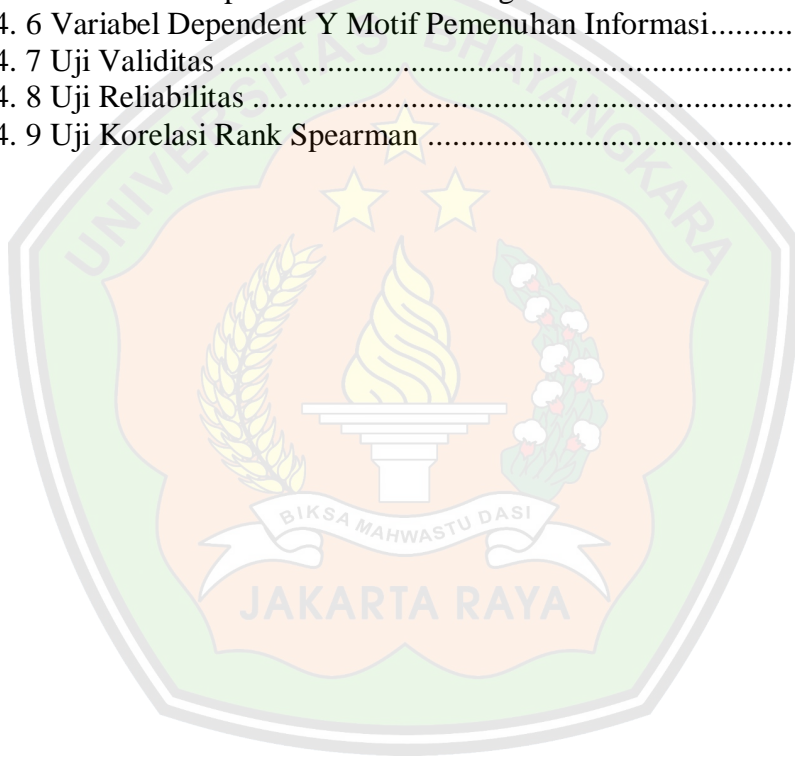 4. 6 Variabel Dependent Y Motif Pemenuhan Informasi..........
4. 7 Uji Validitas......................................................................
4. 8 Uji Reliabilitas ..................................................................
4. 9 Uji Korelasi Rank Spearman ............................................
UNIVERSITAS BHAYANGKARA
BIKSA MAHWASTU DASI
JAKARTA RAYA